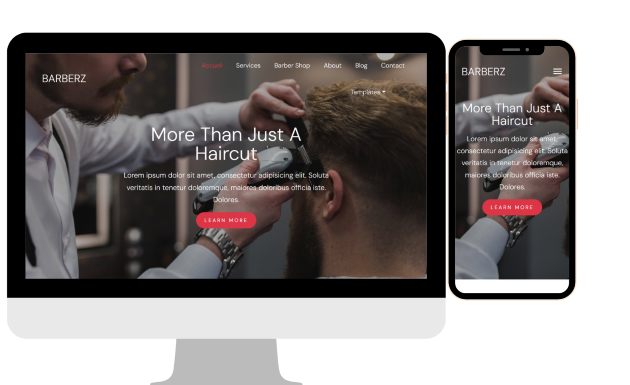 Accueil Services Barber Shop About Blog Contact
BARBERZ
Templates
More Than Just A
Haircut
Lorem ipsum dolor sit amet, consectetur adipisicing elit. Soluta
veritatis in tenetur doloremque, maiores doloribus officia iste.
Dolores.
LEARN MORE
BARBERZ
More Than Just A
Haircut
Lorem ipsum dolor sit amet,
consectetur adipisicing elit. Soluta
veritatis in tenetur doloremque,
maiores doloribus officia iste.
Dolores.
LEARN MORE